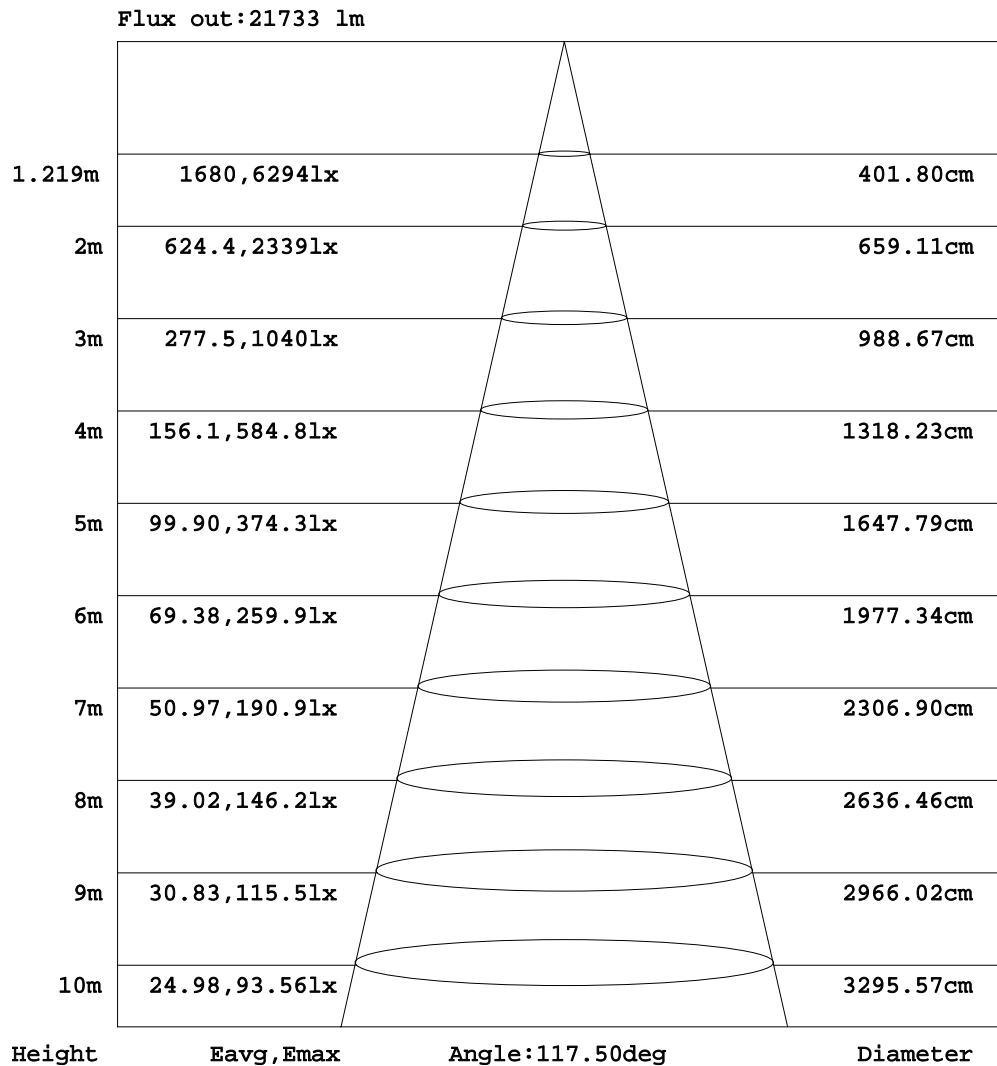 Flux out:21733 lm
1.219m 1680,6294lx 401.80cm
2m 624.4,2339lx 659.11cm
3m 277.5,1040lx 988.67cm
4m 156.1,584.8lx 1318.23cm
5m 99.90,374.3lx 1647.79cm
6m 69.38,259.9lx 1977.34cm
7m 50.97,190.9lx 2306.90cm
8m 39.02,146.2lx 2636.46cm
9m 30.83,115.5lx 2966.02cm
10m 24.98,93.56lx 3295.57cm
Height Eavg,Emax Angle:117.50deg Diameter